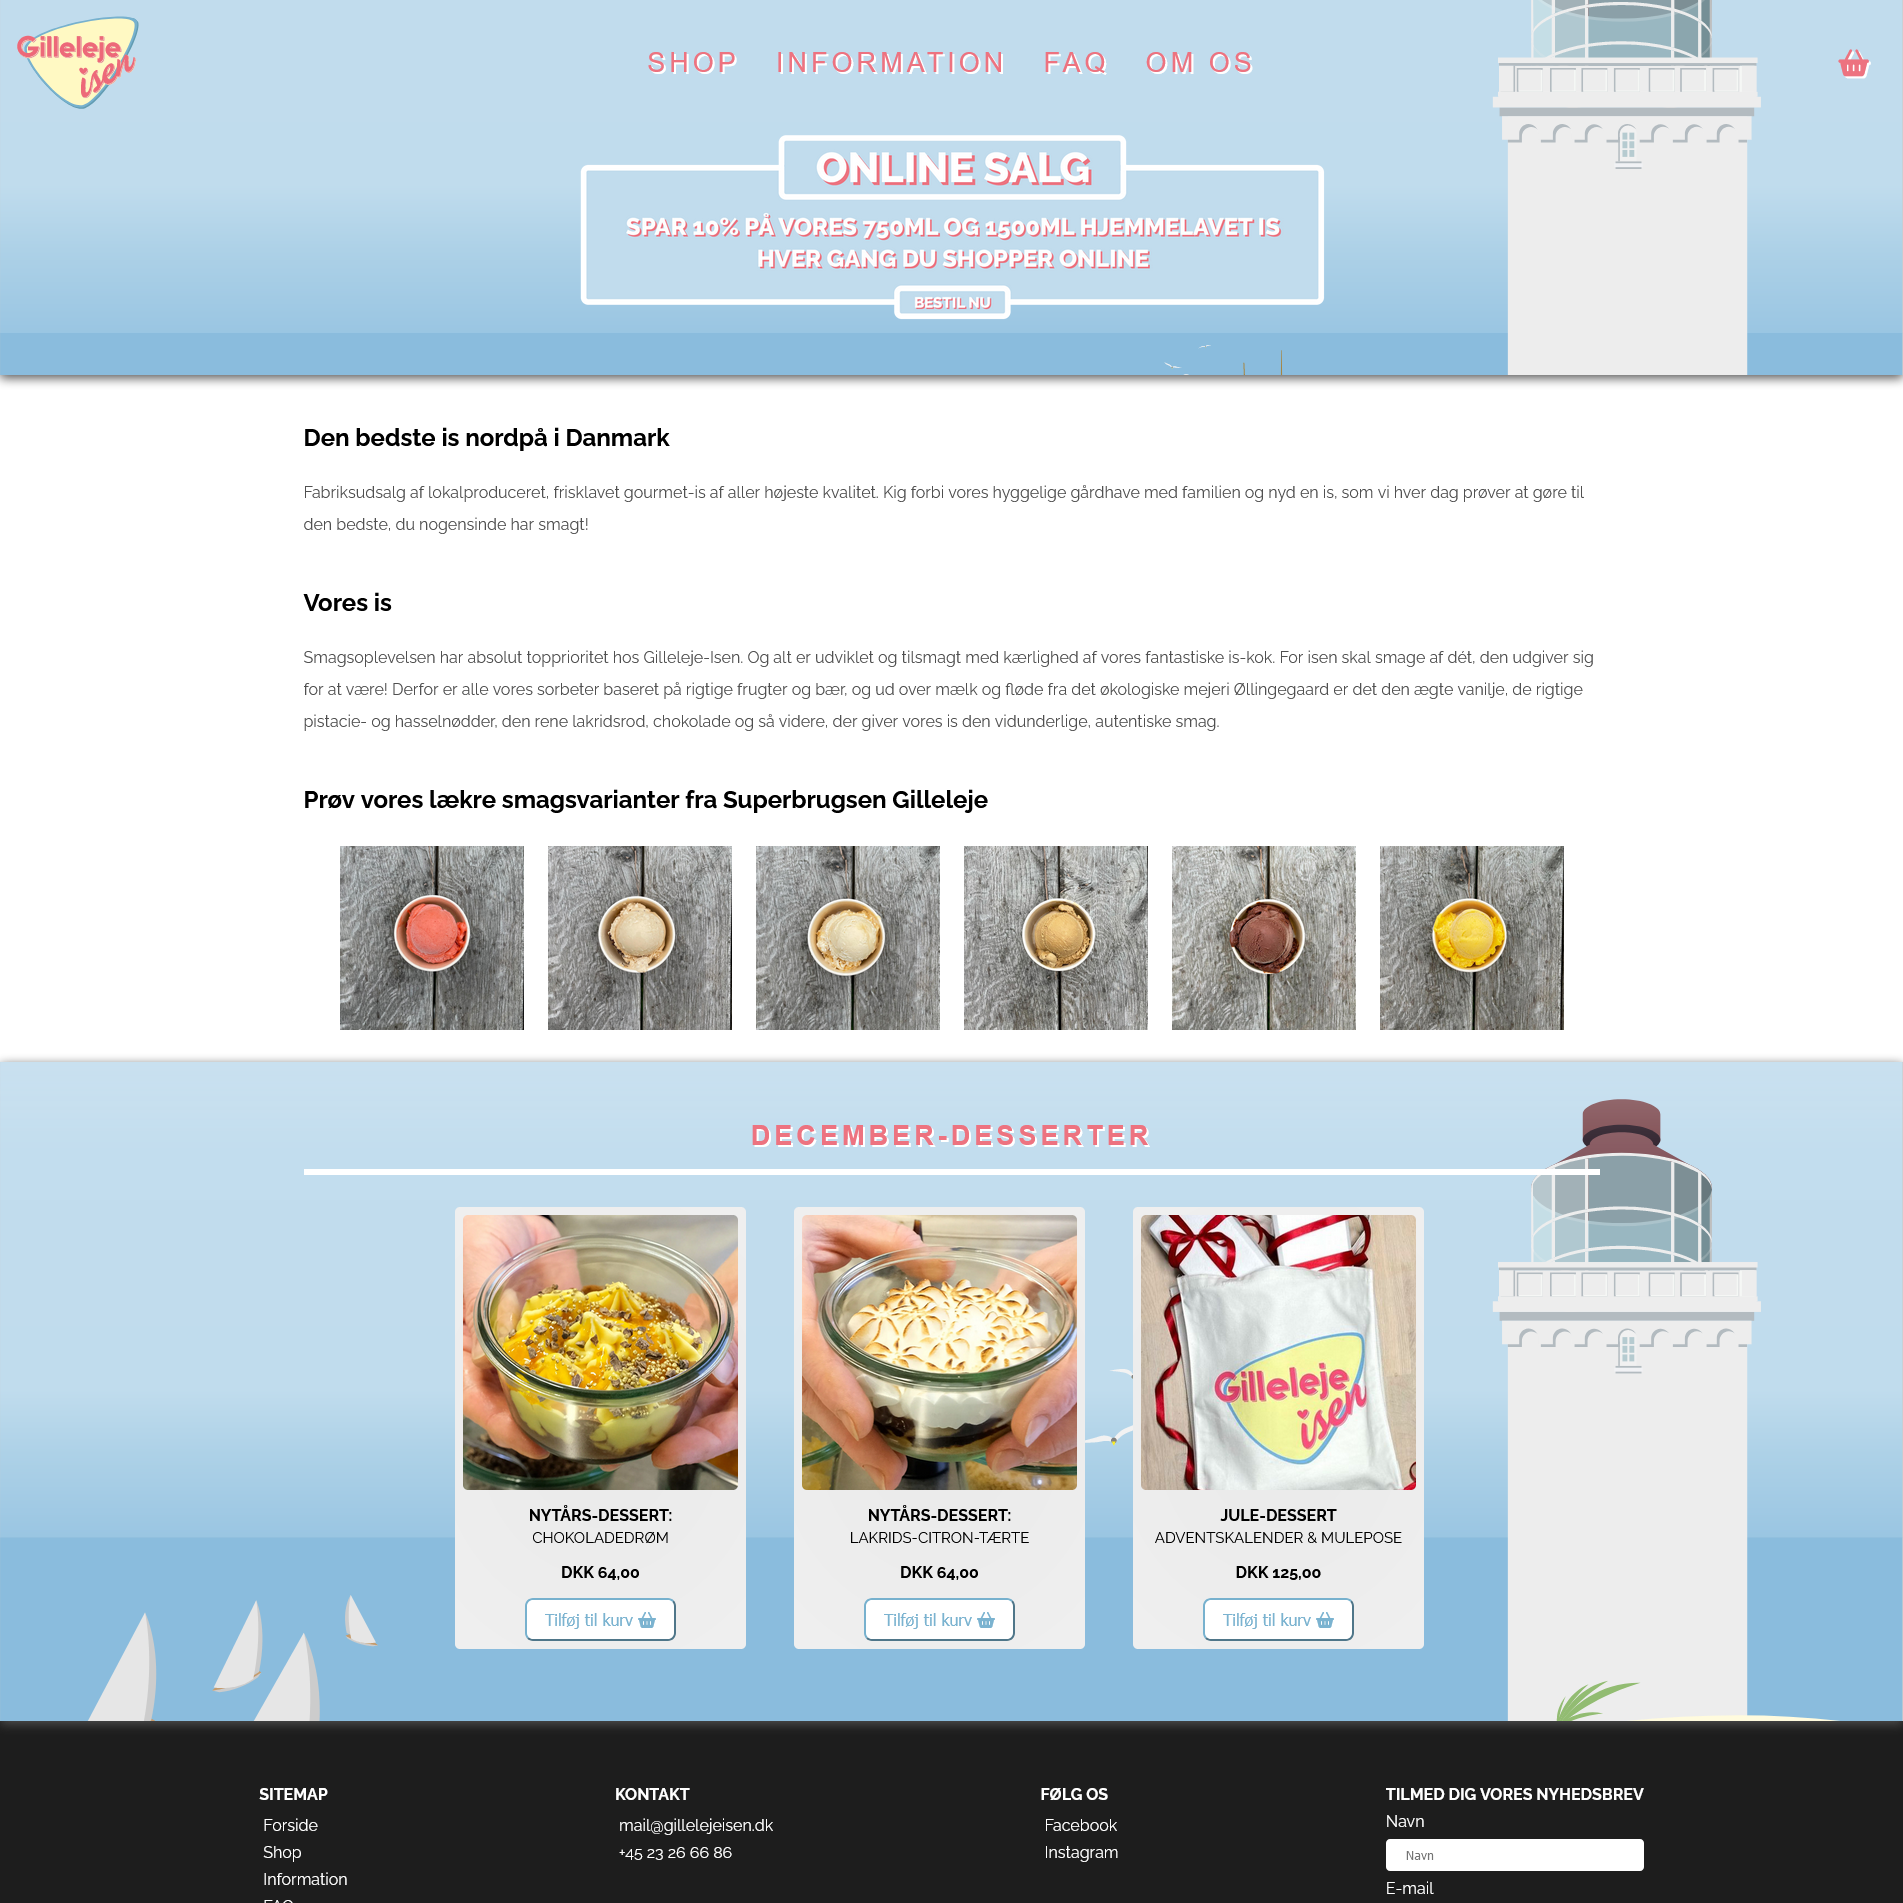 Gilleleje
isen
SHOP INFORMATION FAQ OM OS
ONLINE SALG
SPAR 10% PÅ VORES 750ML OG 1500ML HJEMMELAVET IS
HVER GANG DU SHOPPER ONLINE
BESTIL NU
Den bedste is nordpå i Danmark
Fabriksudsalg af lokalproduceret, frisklavet gourmet-is af aller højeste kvalitet. Kig forbi vores hyggelige gårdhave med familien og nyd en is, som vi hver dag prøver at gøre til
den bedste, du nogensinde har smagt!
Vores is
Smagsoplevelsen har absolut topprioritet hos Gilleleje-Isen. Og alt er udviklet og tilsmagt med kærlighed af vores fantastiske is-kok. For isen skal smage af dét, den udgiver sig
for at være! Derfor er alle vores sorbeter baseret på rigtige frugter og bær, og ud over mælk og fløde fra det økologiske mejeri Øllingegaard er det den ægte vanilje, de rigtige
pistacie- og hasselnødder, den rene lakridsrod, chokolade og så videre, der giver vores is den vidunderlige, autentiske smag.
Prøv vores lækre smagsvarianter fra Superbrugsen Gilleleje
DECEMBER-DESSERTER
Gilleleje
isen
NYTÅRS-DESSERT:
CHOKOLADEDRØM
DKK 64,00
Tilføj til kurv
NYTÅRS-DESSERT:
LAKRIDS-CITRON-TÆRTE
DKK 64,00
Tilføj til kurv
JULE-DESSERT
ADVENTSKALENDER & MULEPOSE
DKK 125,00
Tilføj til kurv
SITEMAP
Forside
Shop
Information
FAQ
KONTAKT
mail@gillelejeisen.dk
+45 23 26 66 86
FØLG OS
Facebook
Instagram
TILMED DIG VORES NYHEDSBREV
Navn
Navn
E-mail